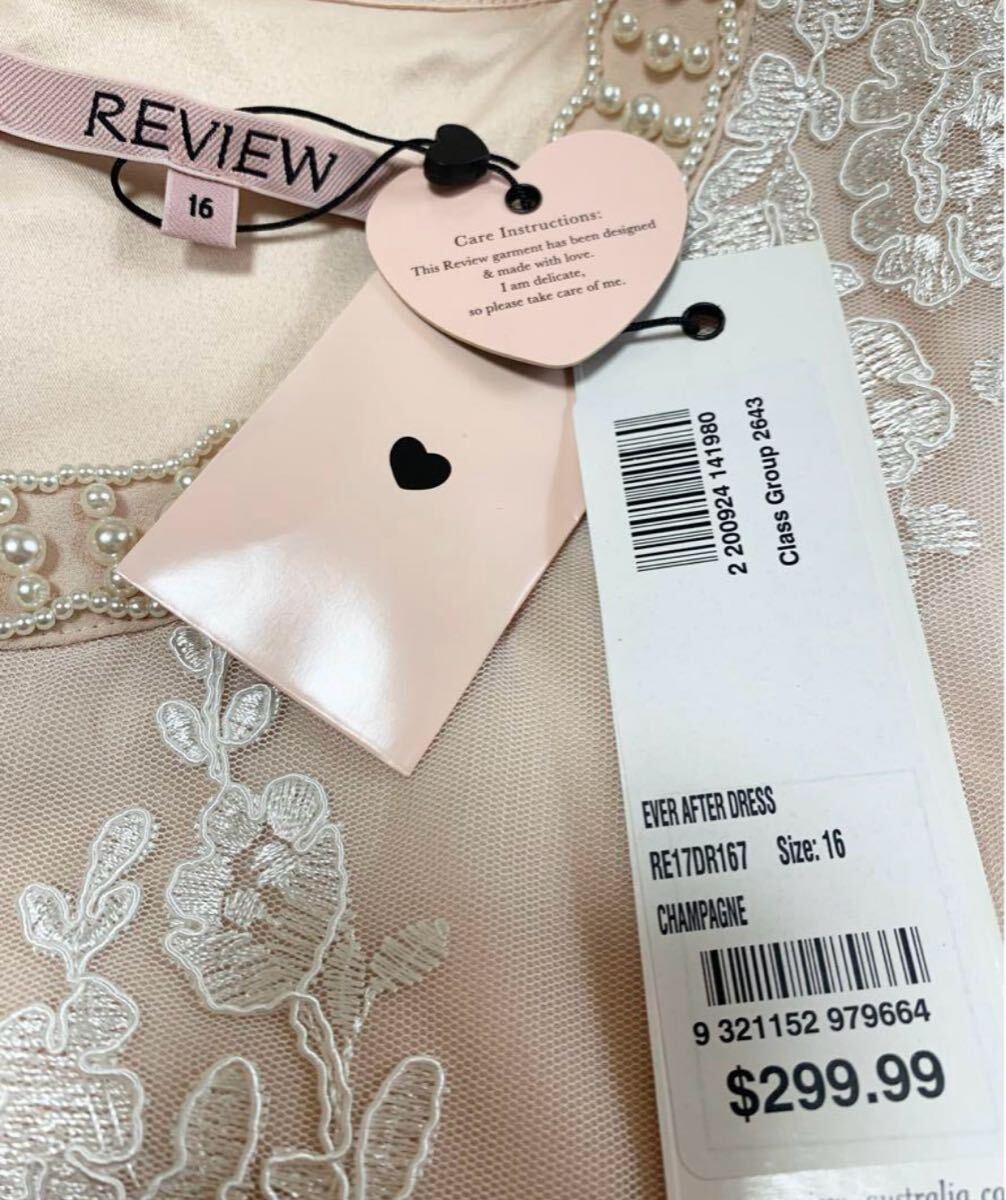 REVIEW
16
Care Instructions:
This Review garment has been designed
& made with love.
I am delicate,
so please take care of me.
2 200924 141980
Class Group 2643
EVER AFTER DRESS
RE17DR167 Size: 16
CHAMPAGNE
9 321152 979664
$299.99